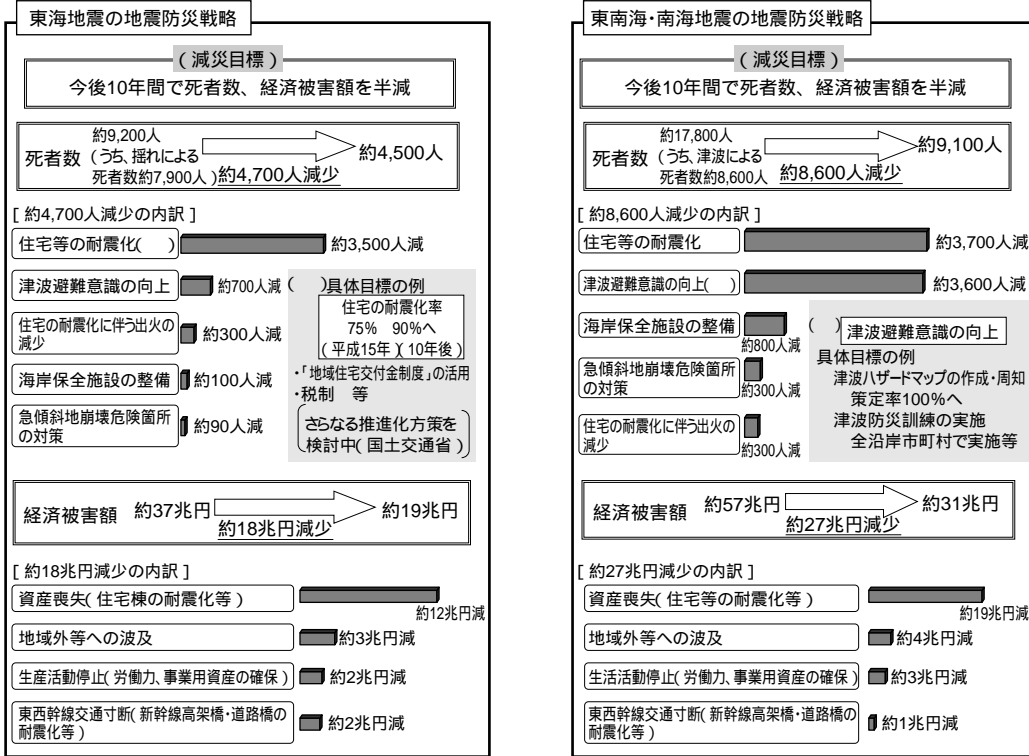 東海地震の地震防災戦略
(減災目標)
今後10年間で死者数、経済被害額を半減
死者数
約9,200人
(うち、揺れによる
死者数約7,900人)
約4,700人減少
約4,500人
[約4,700人減少の内訳]
住宅等の耐震化( )
約3,500人減
津波避難意識の向上
約700人減
住宅の耐震化に伴う出火の
減少
約300人減
海岸保全施設の整備
約100人減
急傾斜地崩壊危険箇所
の対策
約90人減
( )具体目標の例
住宅の耐震化率
75% 90%へ
(平成15年)(10年後)
・「地域住宅交付金制度」の活用
・税制 等
さらなる推進化方策を
検討中(国土交通省)
経済被害額
約37兆円
約18兆円減少
約19兆円
[約18兆円減少の内訳]
資産喪失(住宅棟の耐震化等)
約12兆円減
地域外等への波及
約3兆円減
生産活動停止(労働力、事業用資産の確保)
約2兆円減
東西幹線交通寸断(新幹線高架橋・道路橋の
耐震化等)
約2兆円減
東南海・南海地震の地震防災戦略
(減災目標)
今後10年間で死者数、経済被害額を半減
死者数
約17,800人
(うち、津波による
死者数約8,600人
約8,600人減少
約9,100人
[約8,600人減少の内訳]
住宅等の耐震化
約3,700人減
津波避難意識の向上( )
約3,600人減
海岸保全施設の整備
約800人減
急傾斜地崩壊危険箇所
の対策
約300人減
住宅の耐震化に伴う出火の
減少
約300人減
( )
津波避難意識の向上
具体目標の例
津波ハザードマップの作成・周知
策定率100%へ
津波防災訓練の実施
全沿岸市町村で実施等
経済被害額
約57兆円
約27兆円減少
約31兆円
[約27兆円減少の内訳]
資産喪失(住宅等の耐震化等)
約19兆円減
地域外等への波及
約4兆円減
生活活動停止(労働力、事業用資産の確保)
約3兆円減
東西幹線交通寸断(新幹線高架橋・道路橋の
耐震化等)
約1兆円減